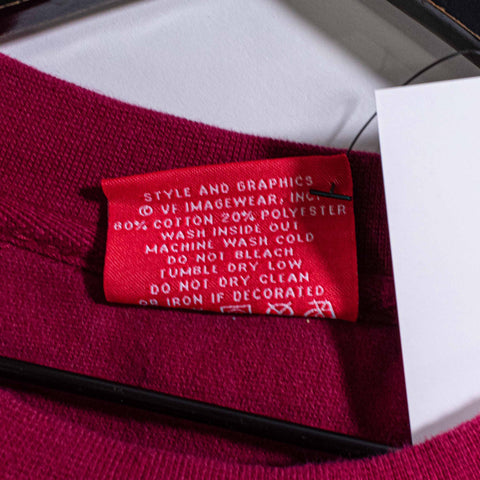 STYLE AND GRAPHICS
© VF IMAGEWEAR, INC.
80% COTTON 20% POLYESTER
WASH INSIDE OUT
MACHINE WASH COLD
DO NOT BLEACH
TUMBLE DRY LOW
DO NOT DRY CLEAN
OR IRON IF DECORATED